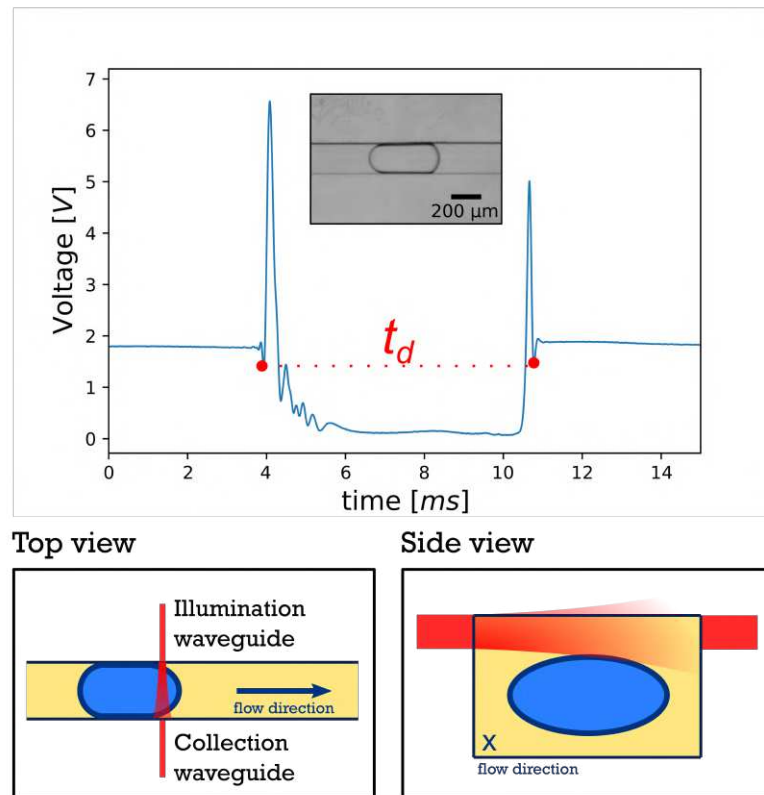 7
6
5
4
3
2
1
0
Voltage [V]
200 μm
t_d
0 2 4 6 8 10 12 14
time [ms]
Top view
Illumination
waveguide
flow direction
Collection
waveguide
Side view
X
flow direction